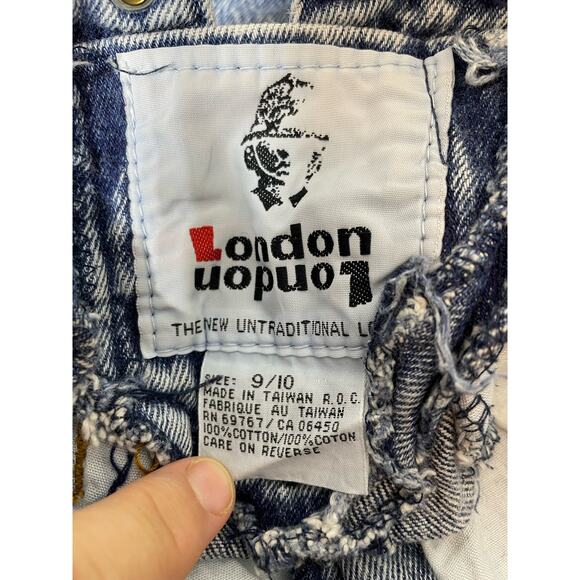 London
London
THE NEW UNTRADITIONAL
SIZE: 9/10
MADE IN TAIWAN R.O.C.
FABRIQUE AU TAIWAN
RN 69767/CA 06450
100%COTTON/100%COTON
CARE ON REVERSE